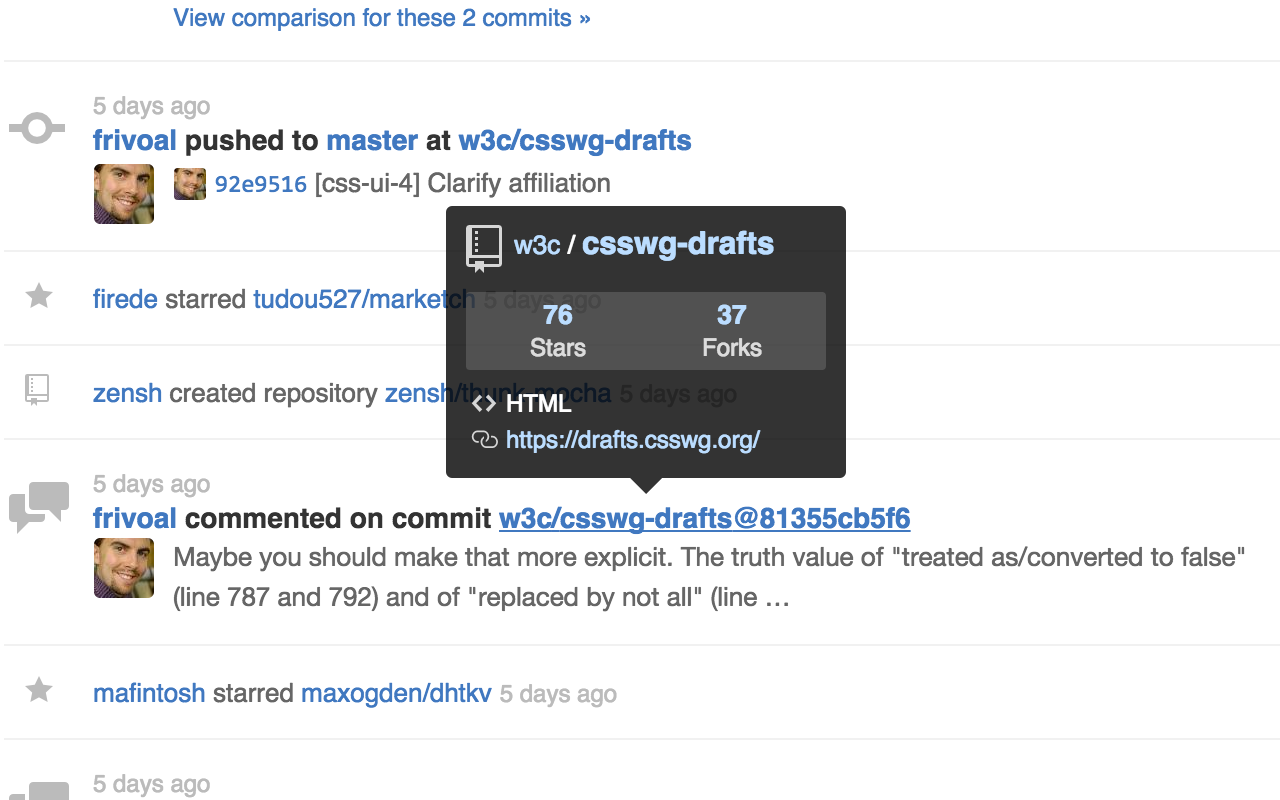 View comparison for these 2 commits »
5 days ago
frivoal pushed to master at w3c/csswg-drafts
92e9516 [css-ui-4] Clarify affiliation
w3c / csswg-drafts
firede starred tudou527/marketch 5 days ago
76 37
Stars Forks
zensh created repository zensh/thunk-mocha 5 days ago
HTML
https://drafts.csswg.org/
5 days ago
frivoal commented on commit w3c/csswg-drafts@81355cb5f6
Maybe you should make that more explicit. The truth value of "treated as/converted to false"
(line 787 and 792) and of "replaced by not all" (line …
mafintosh starred maxogden/dhtkv 5 days ago
5 days ago